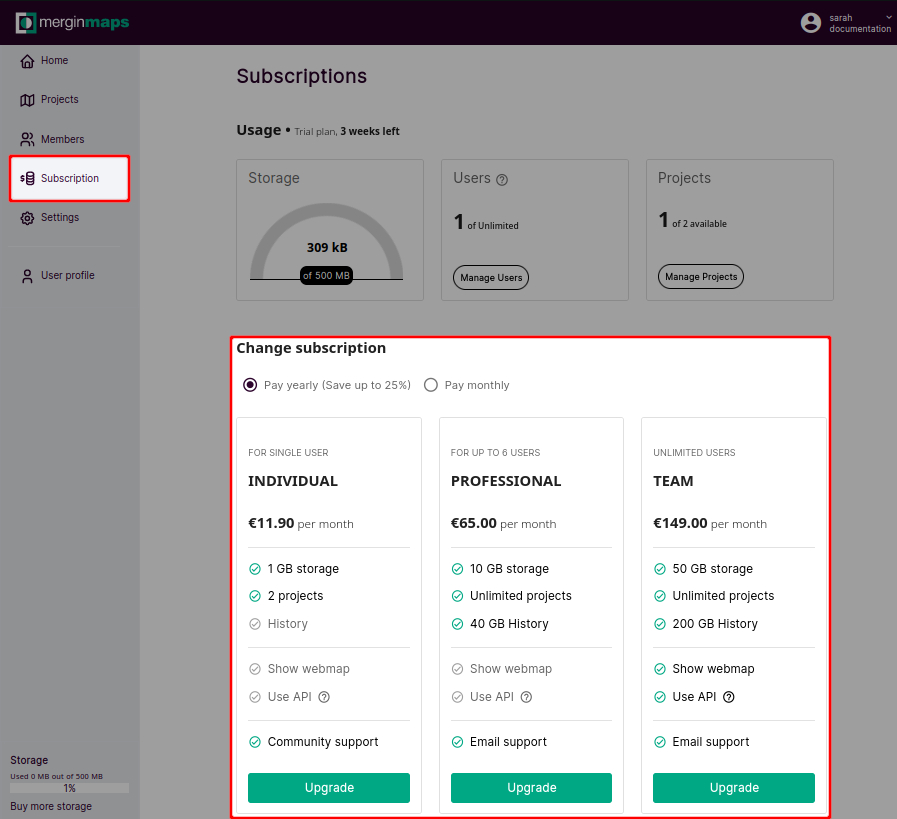 merginmaps
sarah
documentation
Home
Projects
Members
Subscription
Settings
User profile
Storage
Used 0 MB out of 500 MB
1%
Buy more storage
Subscriptions
Usage • Trial plan, 3 weeks left
Storage
309 kB
of 500 MB
Users
1 of Unlimited
Manage Users
Projects
1 of 2 available
Manage Projects
Change subscription
Pay yearly (Save up to 25%) Pay monthly
FOR SINGLE USER
INDIVIDUAL
€11.90 per month
1 GB storage
2 projects
History
Show webmap
Use API
Community support
Upgrade
FOR UP TO 6 USERS
PROFESSIONAL
€65.00 per month
10 GB storage
Unlimited projects
40 GB History
Show webmap
Use API
Email support
Upgrade
UNLIMITED USERS
TEAM
€149.00 per month
50 GB storage
Unlimited projects
200 GB History
Show webmap
Use API
Email support
Upgrade